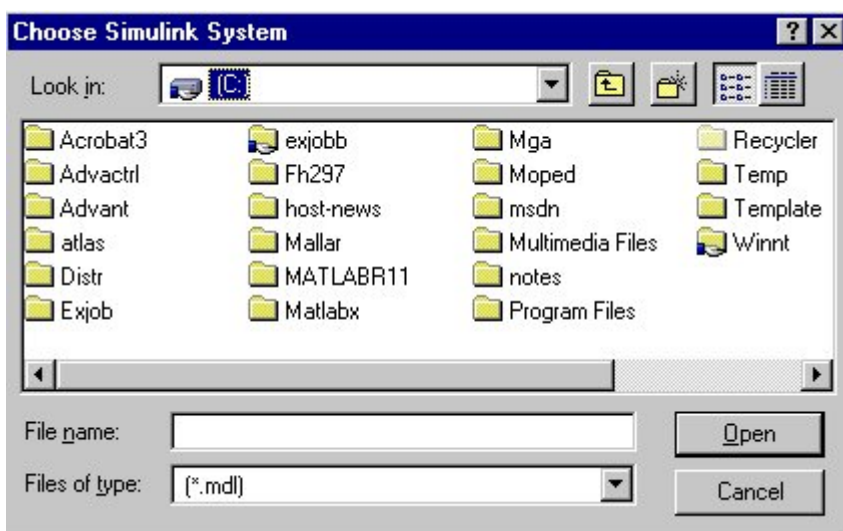 Choose Simulink System
Look in: (C:
Acrobat3 exjobb Mga Recycler
Advactrl Fh297 Moped Temp
Advant host-news msdn Template
atlas Mallar Multimedia Files Winnt
Distr MATLABR11 notes
Exjob Matlabx Program Files
File name: Open
Files of type: (*.mdl) Cancel